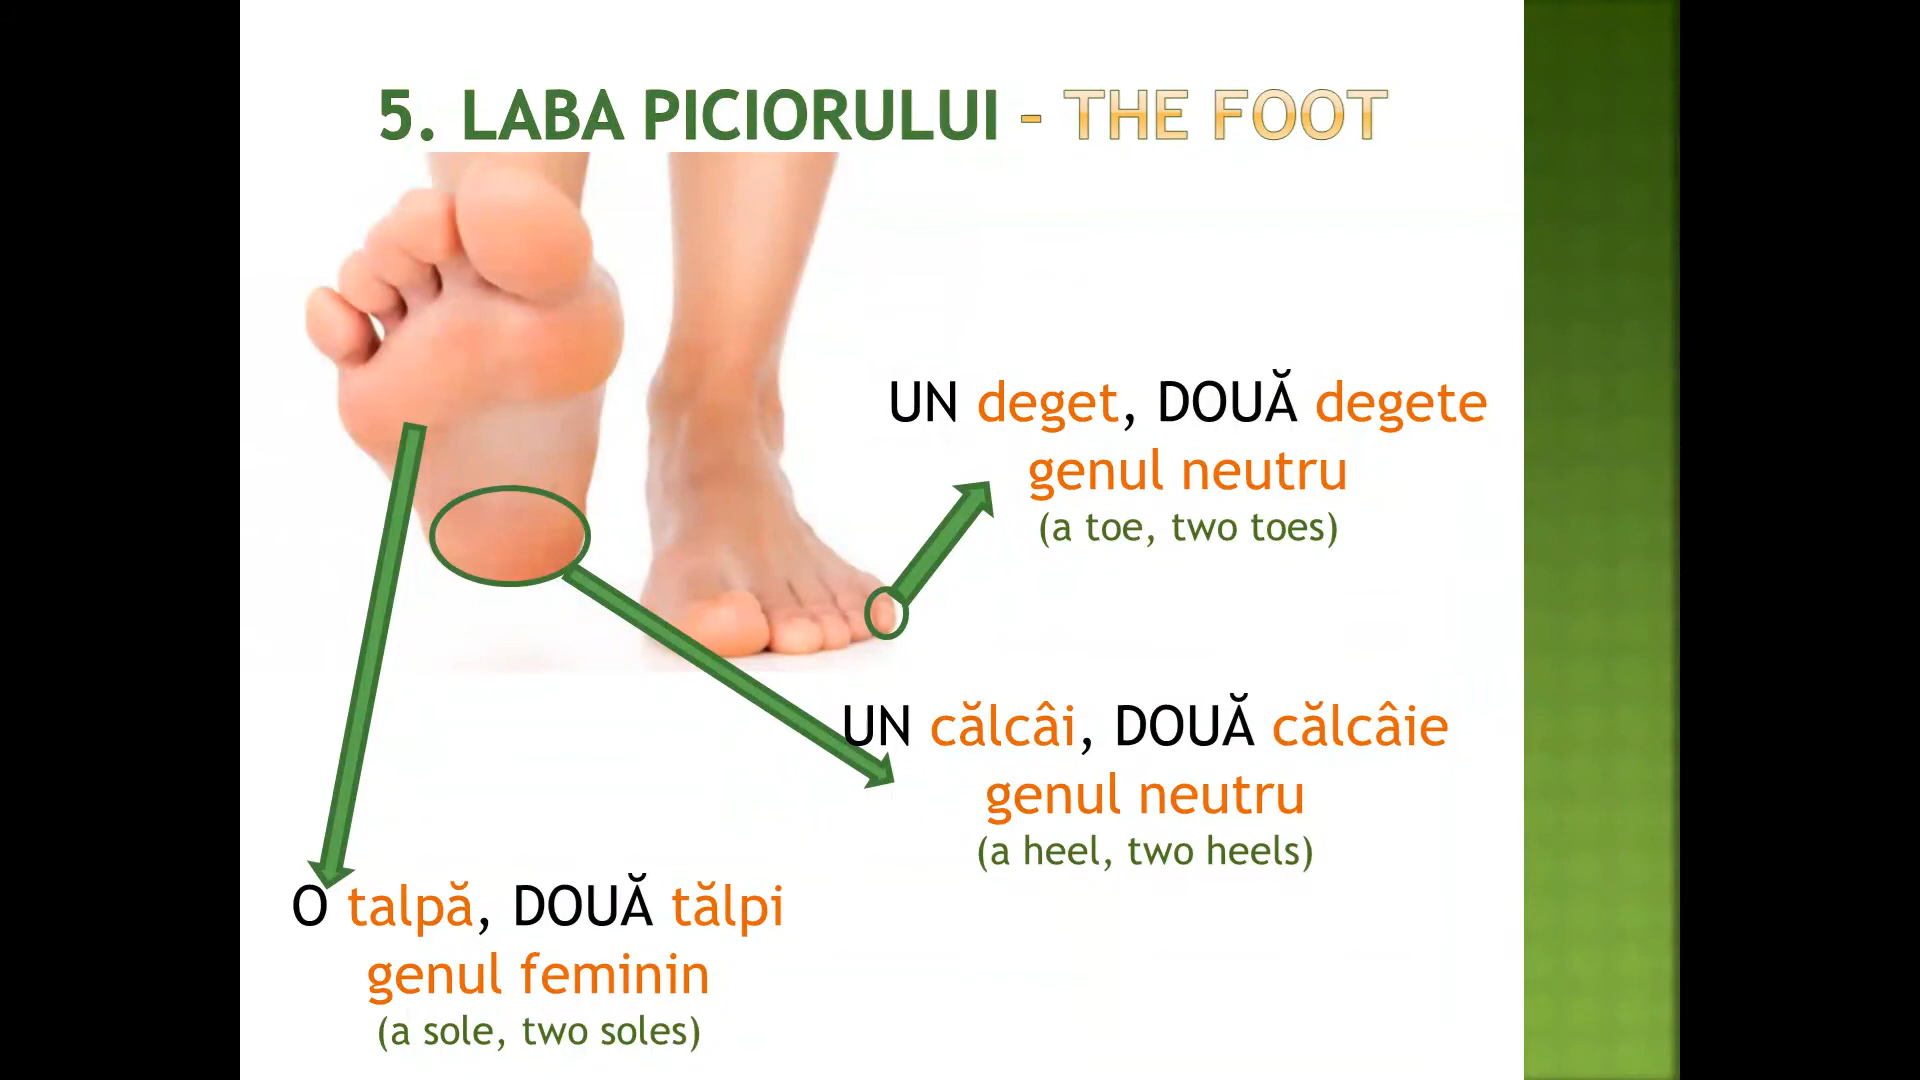 5. LABA PICIORULUI - THE FOOT
UN deget, DOUĂ degete
genul neutru
(a toe, two toes)
UN călcâi, DOUĂ călcâie
genul neutru
(a heel, two heels)
O talpă, DOUĂ tălpi
genul feminin
(a sole, two soles)